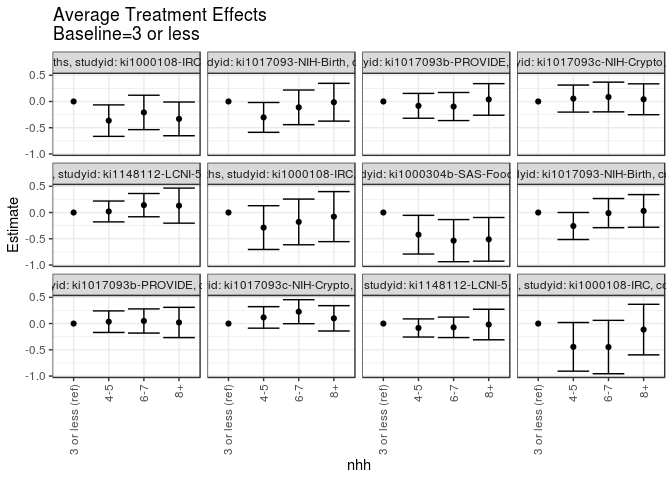 Average Treatment Effects
Baseline=3 or less
ths, studyid: ki1000108-IRC
dyid: ki1017093-NIH-Birth, c
yid: ki1017093b-PROVIDE,
yid: ki1017093c-NIH-Crypto
0.5
0.0
-0.5
-1.0
, studyid: ki1148112-LCNI-5
ths, studyid: ki1000108-IRC,
dyid: ki1000304b-SAS-Food
dyid: ki1017093-NIH-Birth, c
0.5
0.0
-0.5
-1.0
Estimate
yid: ki1017093b-PROVIDE, c
id: ki1017093c-NIH-Crypto,
studyid: ki1148112-LCNI-5
, studyid: ki1000108-IRC, co
0.5
0.0
-0.5
-1.0
3 or less (ref)
4-5
6-7
8+
3 or less (ref)
4-5
6-7
8+
3 or less (ref)
4-5
6-7
8+
3 or less (ref)
4-5
6-7
8+
nhh